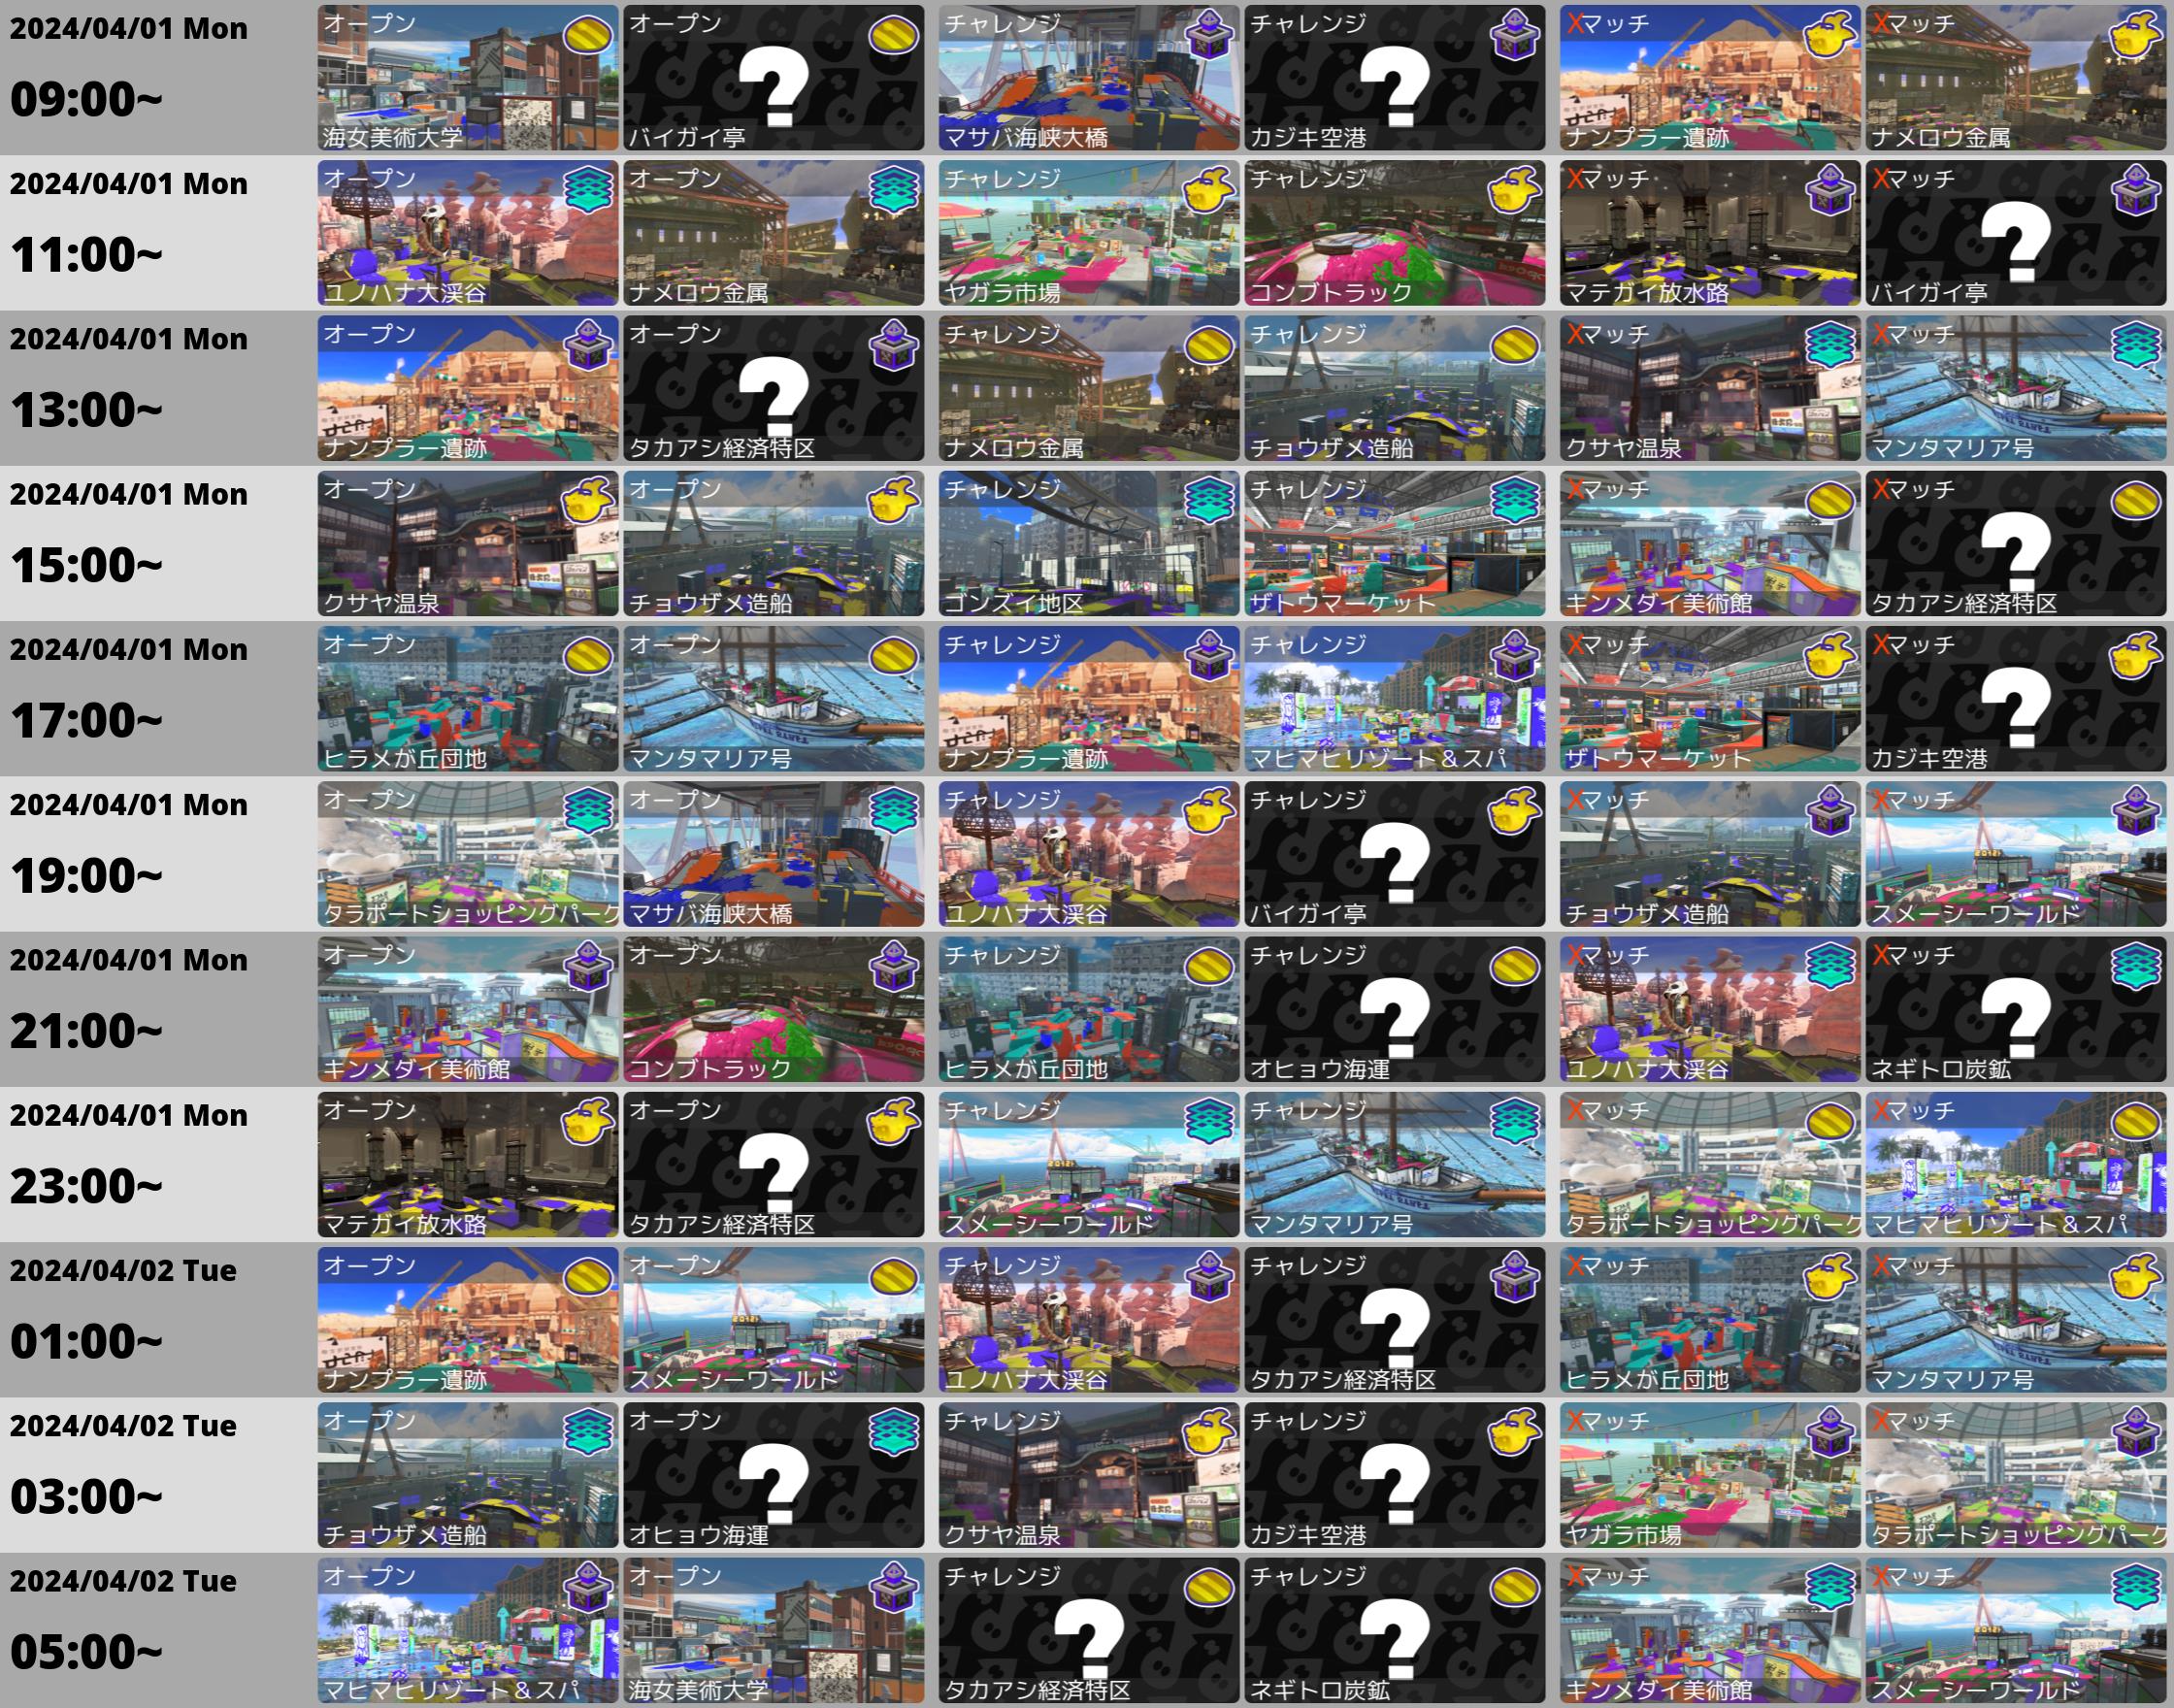 2024/04/01 Mon
09:00~
オープン
海女美術大学
オープン
バイガイ亭
チャレンジ
マサバ海峡大橋
チャレンジ
カジキ空港
Xマッチ
ナンプラー遺跡
Xマッチ
ナメロウ金属
2024/04/01 Mon
11:00~
オープン
ユノハナ大渓谷
オープン
ナメロウ金属
チャレンジ
ヤガラ市場
チャレンジ
コンブトラック
Xマッチ
マテガイ放水路
Xマッチ
バイガイ亭
2024/04/01 Mon
13:00~
オープン
ナンプラー遺跡
オープン
タカアシ経済特区
チャレンジ
ナメロウ金属
チャレンジ
チョウザメ造船
Xマッチ
クサヤ温泉
Xマッチ
マンタマリア号
2024/04/01 Mon
15:00~
オープン
クサヤ温泉
オープン
チョウザメ造船
チャレンジ
ゴンズイ地区
チャレンジ
ザトウマーケット
Xマッチ
キンメダイ美術館
Xマッチ
タカアシ経済特区
2024/04/01 Mon
17:00~
オープン
ヒラメが丘団地
オープン
マンタマリア号
チャレンジ
ナンプラー遺跡
チャレンジ
マヒマヒリゾート＆スパ
Xマッチ
ザトウマーケット
Xマッチ
カジキ空港
2024/04/01 Mon
19:00~
オープン
タラポートショッピングパーク
オープン
マサバ海峡大橋
チャレンジ
ユノハナ大渓谷
チャレンジ
バイガイ亭
Xマッチ
チョウザメ造船
Xマッチ
スメーシーワールド
2024/04/01 Mon
21:00~
オープン
キンメダイ美術館
オープン
コンブトラック
チャレンジ
ヒラメが丘団地
チャレンジ
オヒョウ海運
Xマッチ
ユノハナ大渓谷
Xマッチ
ネギトロ炭鉱
2024/04/01 Mon
23:00~
オープン
マテガイ放水路
オープン
タカアシ経済特区
チャレンジ
スメーシーワールド
チャレンジ
マンタマリア号
Xマッチ
タラポートショッピングパーク
Xマッチ
マヒマヒリゾート＆スパ
2024/04/02 Tue
01:00~
オープン
ナンプラー遺跡
オープン
スメーシーワールド
チャレンジ
ユノハナ大渓谷
チャレンジ
タカアシ経済特区
Xマッチ
ヒラメが丘団地
Xマッチ
マンタマリア号
2024/04/02 Tue
03:00~
オープン
チョウザメ造船
オープン
オヒョウ海運
チャレンジ
クサヤ温泉
チャレンジ
カジキ空港
Xマッチ
ヤガラ市場
Xマッチ
タラポートショッピングパーク
2024/04/02 Tue
05:00~
オープン
マヒマヒリゾート＆スパ
オープン
海女美術大学
チャレンジ
タカアシ経済特区
チャレンジ
ネギトロ炭鉱
Xマッチ
キンメダイ美術館
Xマッチ
スメーシーワールド